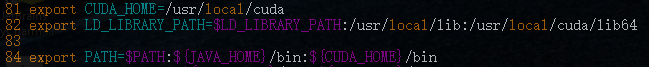 81 export CUDA_HOME=/usr/local/cuda
82 export LD_LIBRARY_PATH=$LD_LIBRARY_PATH:/usr/local/lib:/usr/local/cuda/lib64
83
84 export PATH=$PATH:${JAVA_HOME}/bin:${CUDA_HOME}/bin